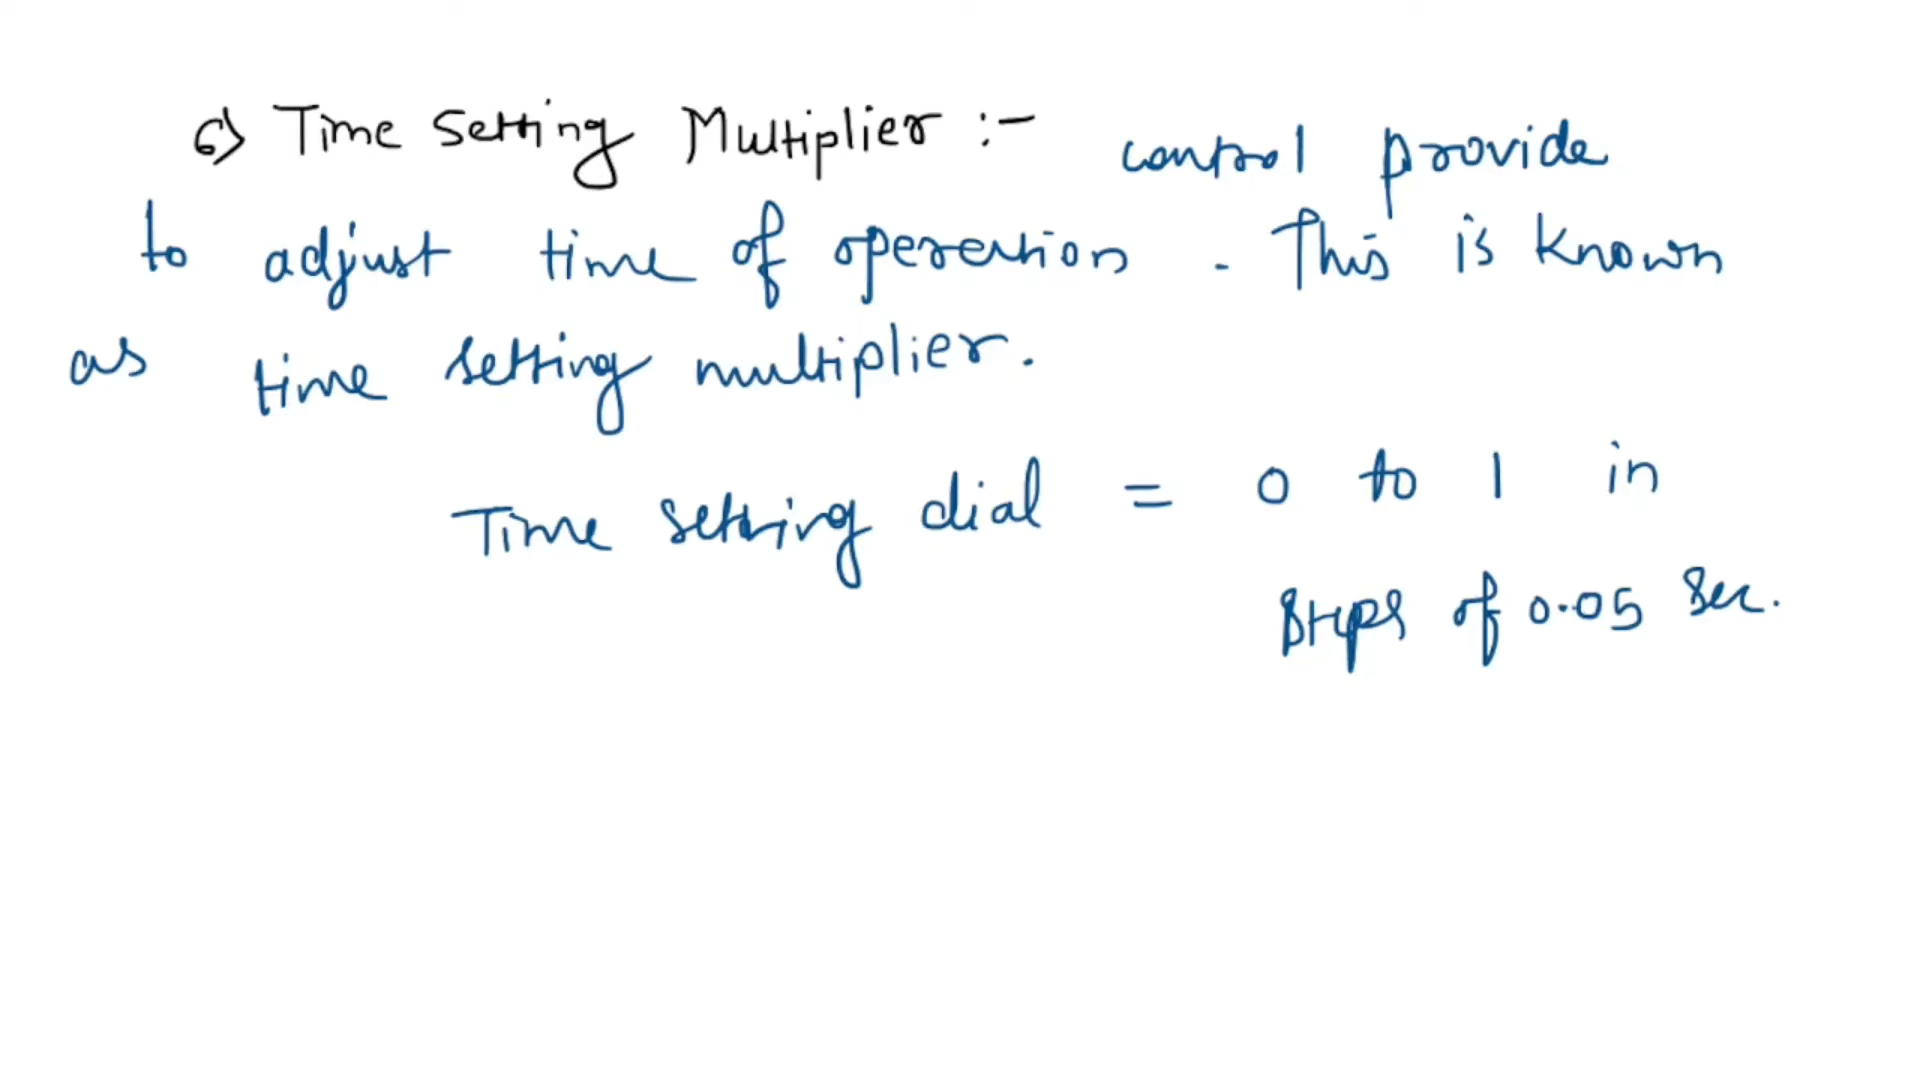 6) Time Setting Multiplier :- control provide
to adjust time of operation. This is known
as time setting multiplier.
Time setting dial = 0 to 1 in
steps of 0.05 sec.